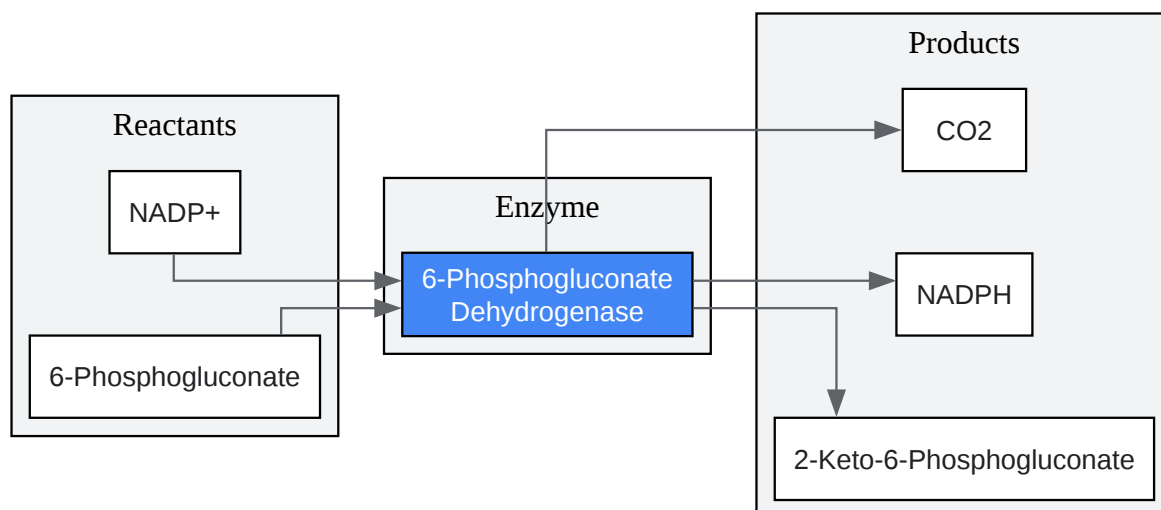 Reactants
NADP+
6-Phosphogluconate
Enzyme
6-Phosphogluconate
Dehydrogenase
Products
CO2
NADPH
2-Keto-6-Phosphogluconate